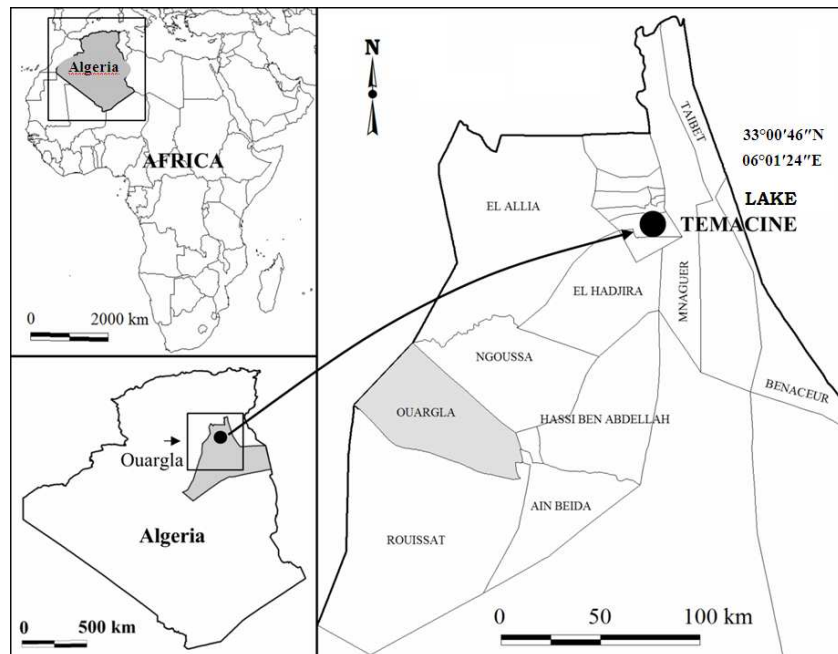 Algeria
AFRICA
0 2000 km
Ouargla
Algeria
0 500 km
N
TAIBET
33°00'46"N
06°01'24"E
LAKE
TEMACINE
EL ALLIA
EL HADJIRA
MNAGUER
NGOUSSA
BENACEUR
OUARGLA
HASSI BEN ABDELLAH
AIN BEIDA
ROUISSAT
0 50 100 km